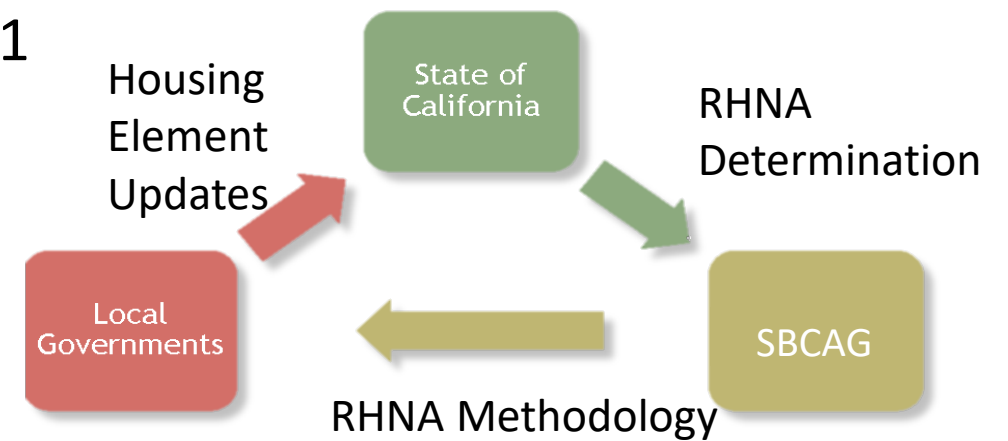 1
Housing
Element
Updates
State of
California
RHNA
Determination
Local
Governments
SBCAG
RHNA Methodology